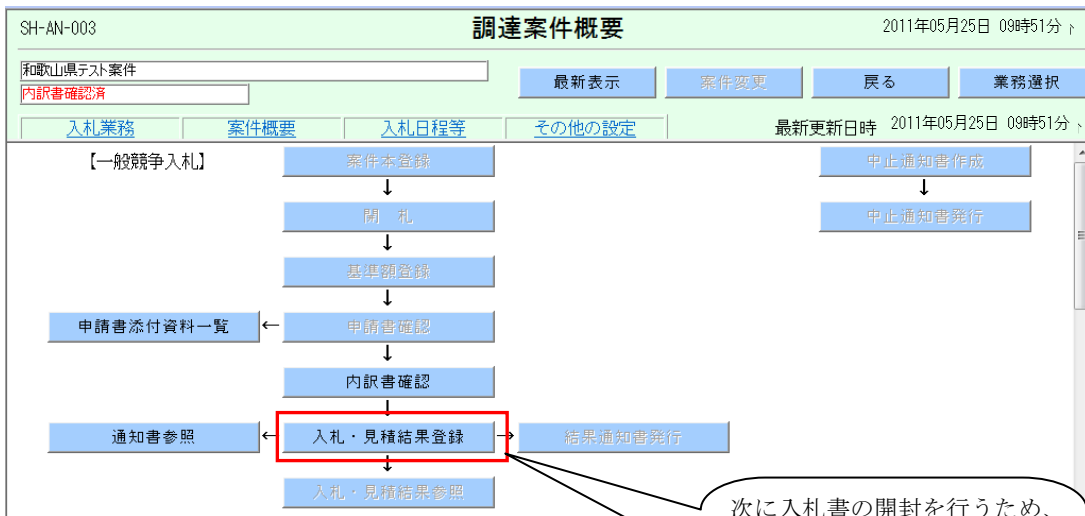 SH-AN-003 調達案件概要 2011年05月25日 09時51分
和歌山県テスト案件
内訳書確認済
最新表示 案件変更 戻る 業務選択
入札業務 案件概要 入札日程等 その他の設定 最新更新日時 2011年05月25日 09時51分
【一般競争入札】 案件本登録 中止通知書作成
↓ ↓
開 札 中止通知書発行
↓
基準額登録
↓
申請書添付資料一覧 ← 申請書確認
↓
内訳書確認
↓
通知書参照 ← 入札・見積結果登録 → 結果通知書発行
↓
入札・見積結果参照
次に入札書の開封を行うため、